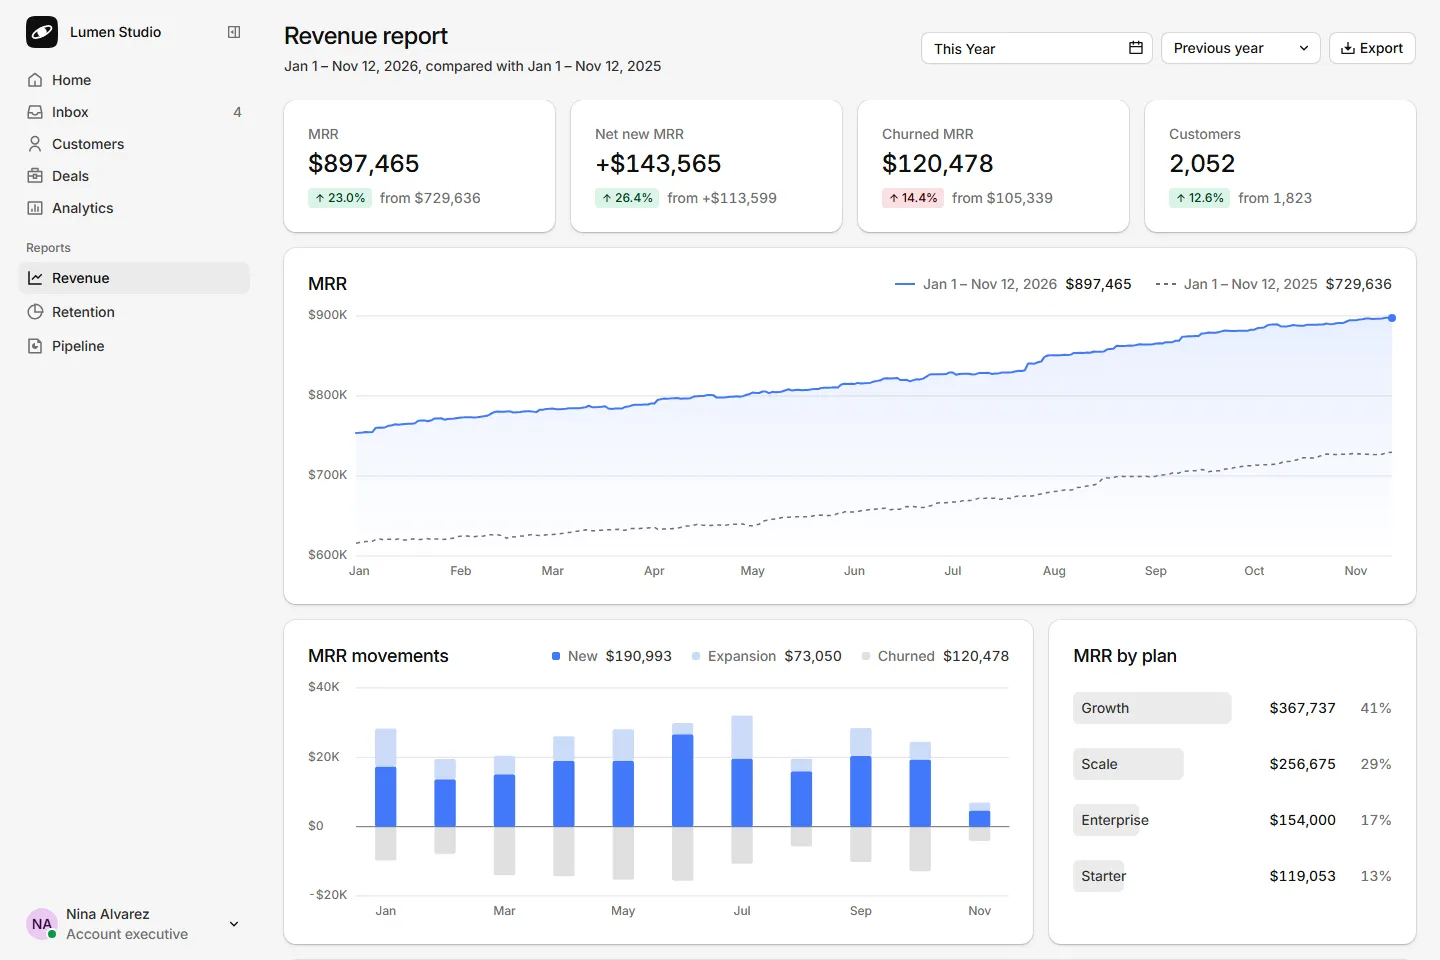 Lumen Studio
Home
Inbox 4
Customers
Deals
Analytics
Reports
Revenue
Retention
Pipeline
NA
Nina Alvarez
Account executive
Revenue report
Jan 1 – Nov 12, 2026, compared with Jan 1 – Nov 12, 2025
This Year
Previous year
Export
MRR
$897,465
↑ 23.0% from $729,636
Net new MRR
+$143,565
↑ 26.4% from +$113,599
Churned MRR
$120,478
↑ 14.4% from $105,339
Customers
2,052
↑ 12.6% from 1,823
MRR
Jan 1 – Nov 12, 2026 $897,465
Jan 1 – Nov 12, 2025 $729,636
$900K
$800K
$700K
$600K
Jan Feb Mar Apr May Jun Jul Aug Sep Oct Nov
MRR movements
New $190,993
Expansion $73,050
Churned $120,478
$40K
$20K
$0
-$20K
Jan Mar May Jul Sep Nov
MRR by plan
Growth $367,737 41%
Scale $256,675 29%
Enterprise $154,000 17%
Starter $119,053 13%